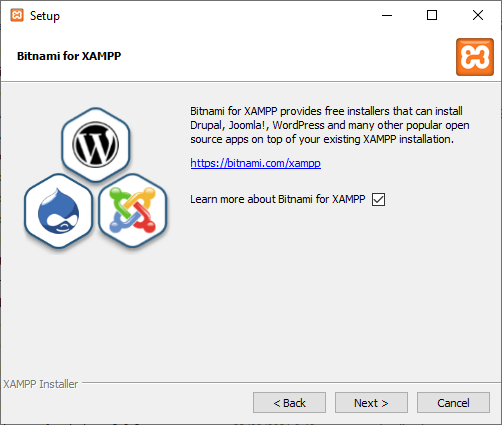 Setup
Bitnami for XAMPP
Bitnami for XAMPP provides free installers that can install
Drupal, Joomla!, WordPress and many other popular open
source apps on top of your existing XAMPP installation.
https://bitnami.com/xampp
Learn more about Bitnami for XAMPP
XAMPP Installer
< Back
Next >
Cancel